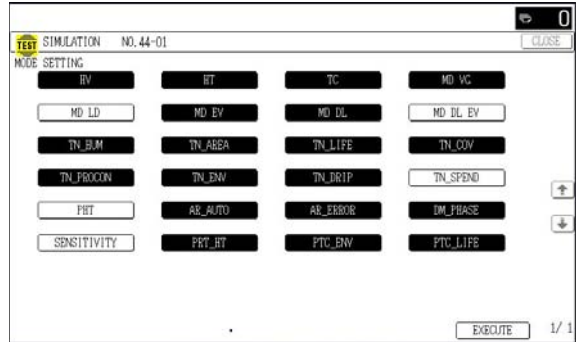 0
TEST SIMULATION NO.44-01 CLOSE
MODE SETTING
HV HT TC MD VG
MD LD MD EV MD DL MD DL EV
TN_HUM TN_AREA TN_LIFE TN_COV
TN_PROCON TN_ENV TN_DRIP TN_SPEND
PHT AR_AUTO AR_ERROR DM_PHASE
SENSITIVITY PRT_HT PTC_ENV PTC_LIFE
EXECUTE 1/ 1